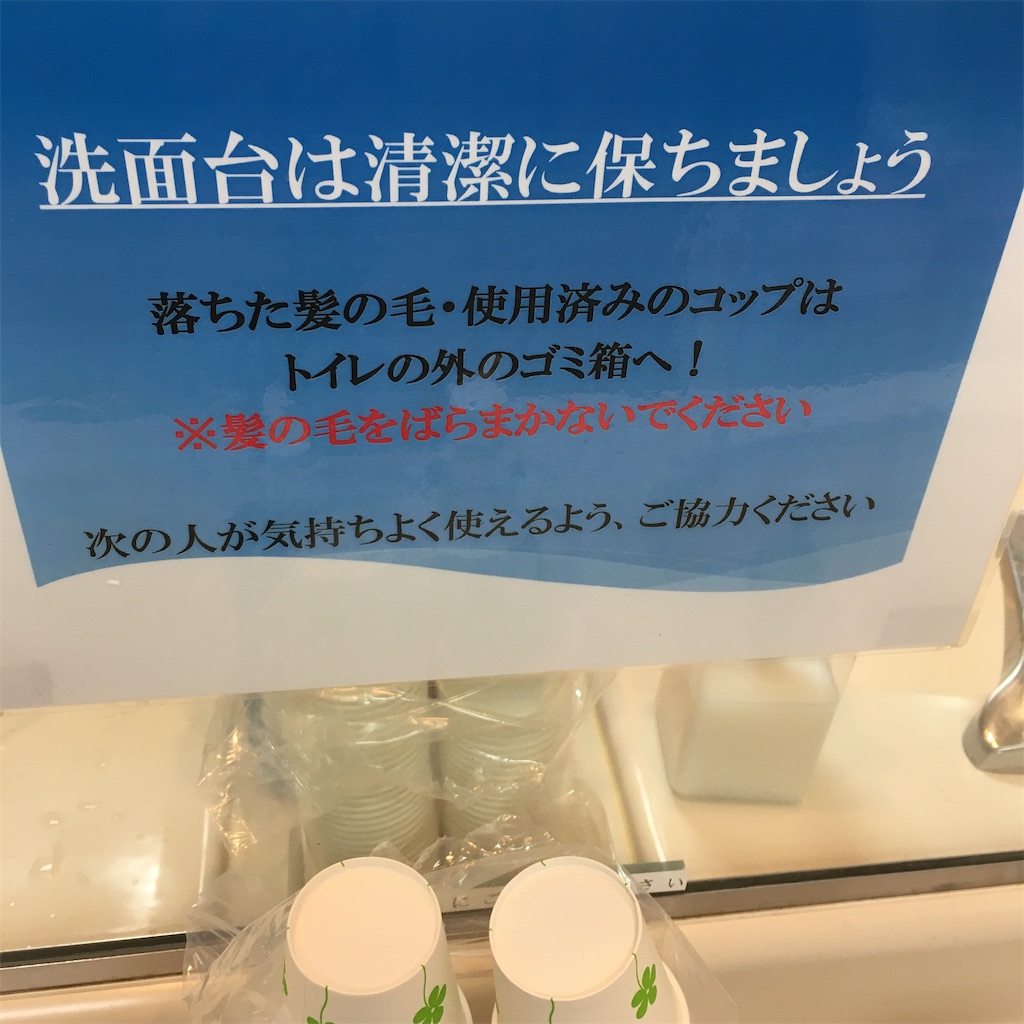 洗面台は清潔に保ちましょう
落ちた髪の毛・使用済みのコップは
トイレの外のゴミ箱へ！
※髪の毛をばらまかないでください
次の人が気持ちよく使えるよう、ご協力ください